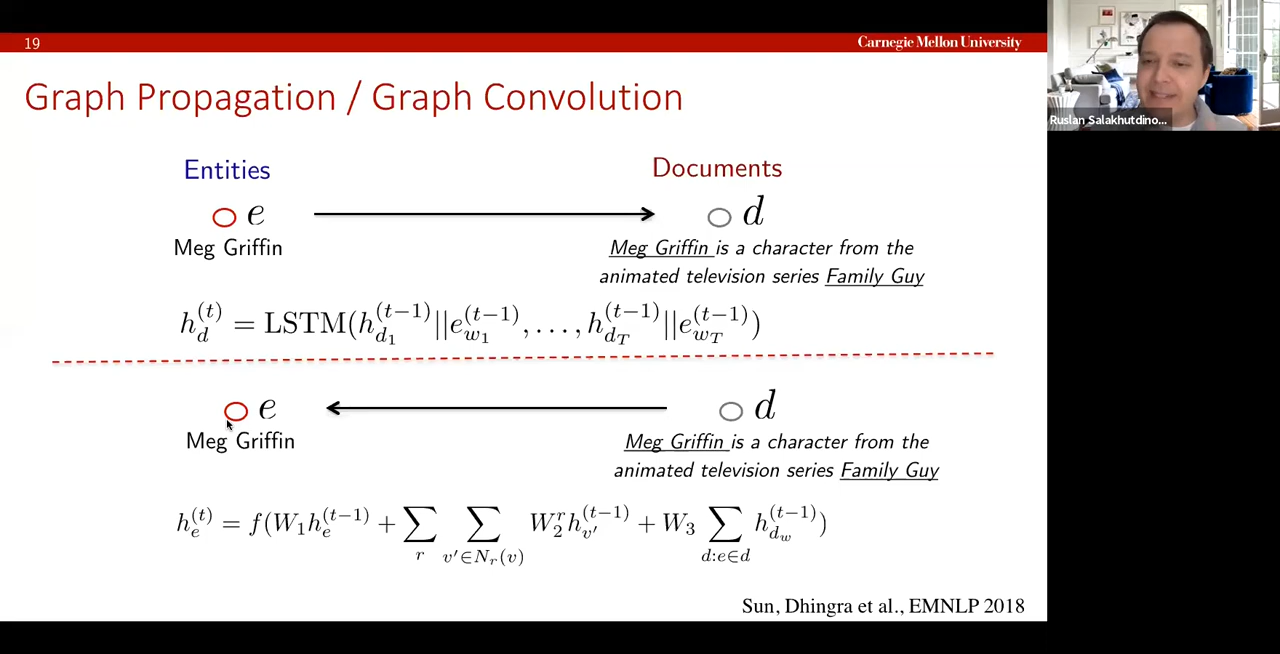 19
Carnegie Mellon University
Ruslan Salakhutdino...
Graph Propagation / Graph Convolution
Entities
Documents
e
d
Meg Griffin
Meg Griffin is a character from the
animated television series Family Guy
h_d^{(t)} = LSTM(h_{d_1}^{(t−1)}||e_{w_1}^{(t−1)}, . . . , h_{d_T}^{(t−1)}||e_{w_T}^{(t−1)})
e
d
Meg Griffin
Meg Griffin is a character from the
animated television series Family Guy
h_e^{(t)} = f(W_1 h_e^{(t−1)} + ∑_r ∑_{v′∈N_r(v)} W_2^r h_{v′}^{(t−1)} + W_3 ∑_{d:e∈d} h_{d_w}^{(t−1)})
Sun, Dhingra et al., EMNLP 2018